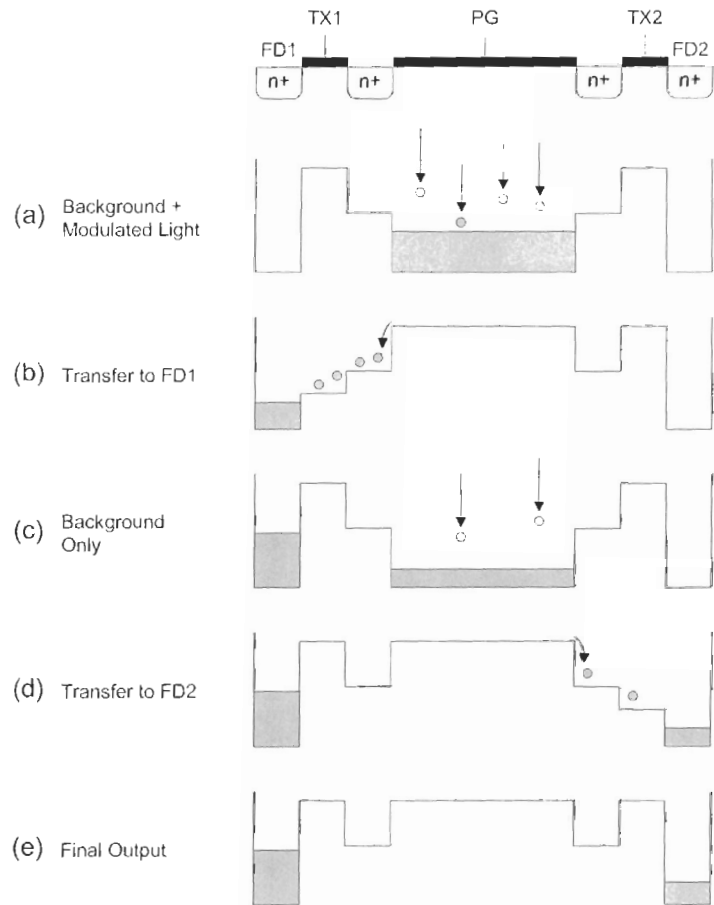 TX1 PG TX2
FD1 FD2
n+ n+ n+ n+
(a) Background +
Modulated Light
(b) Transfer to FD1
(c) Background
Only
(d) Transfer to FD2
(e) Final Output